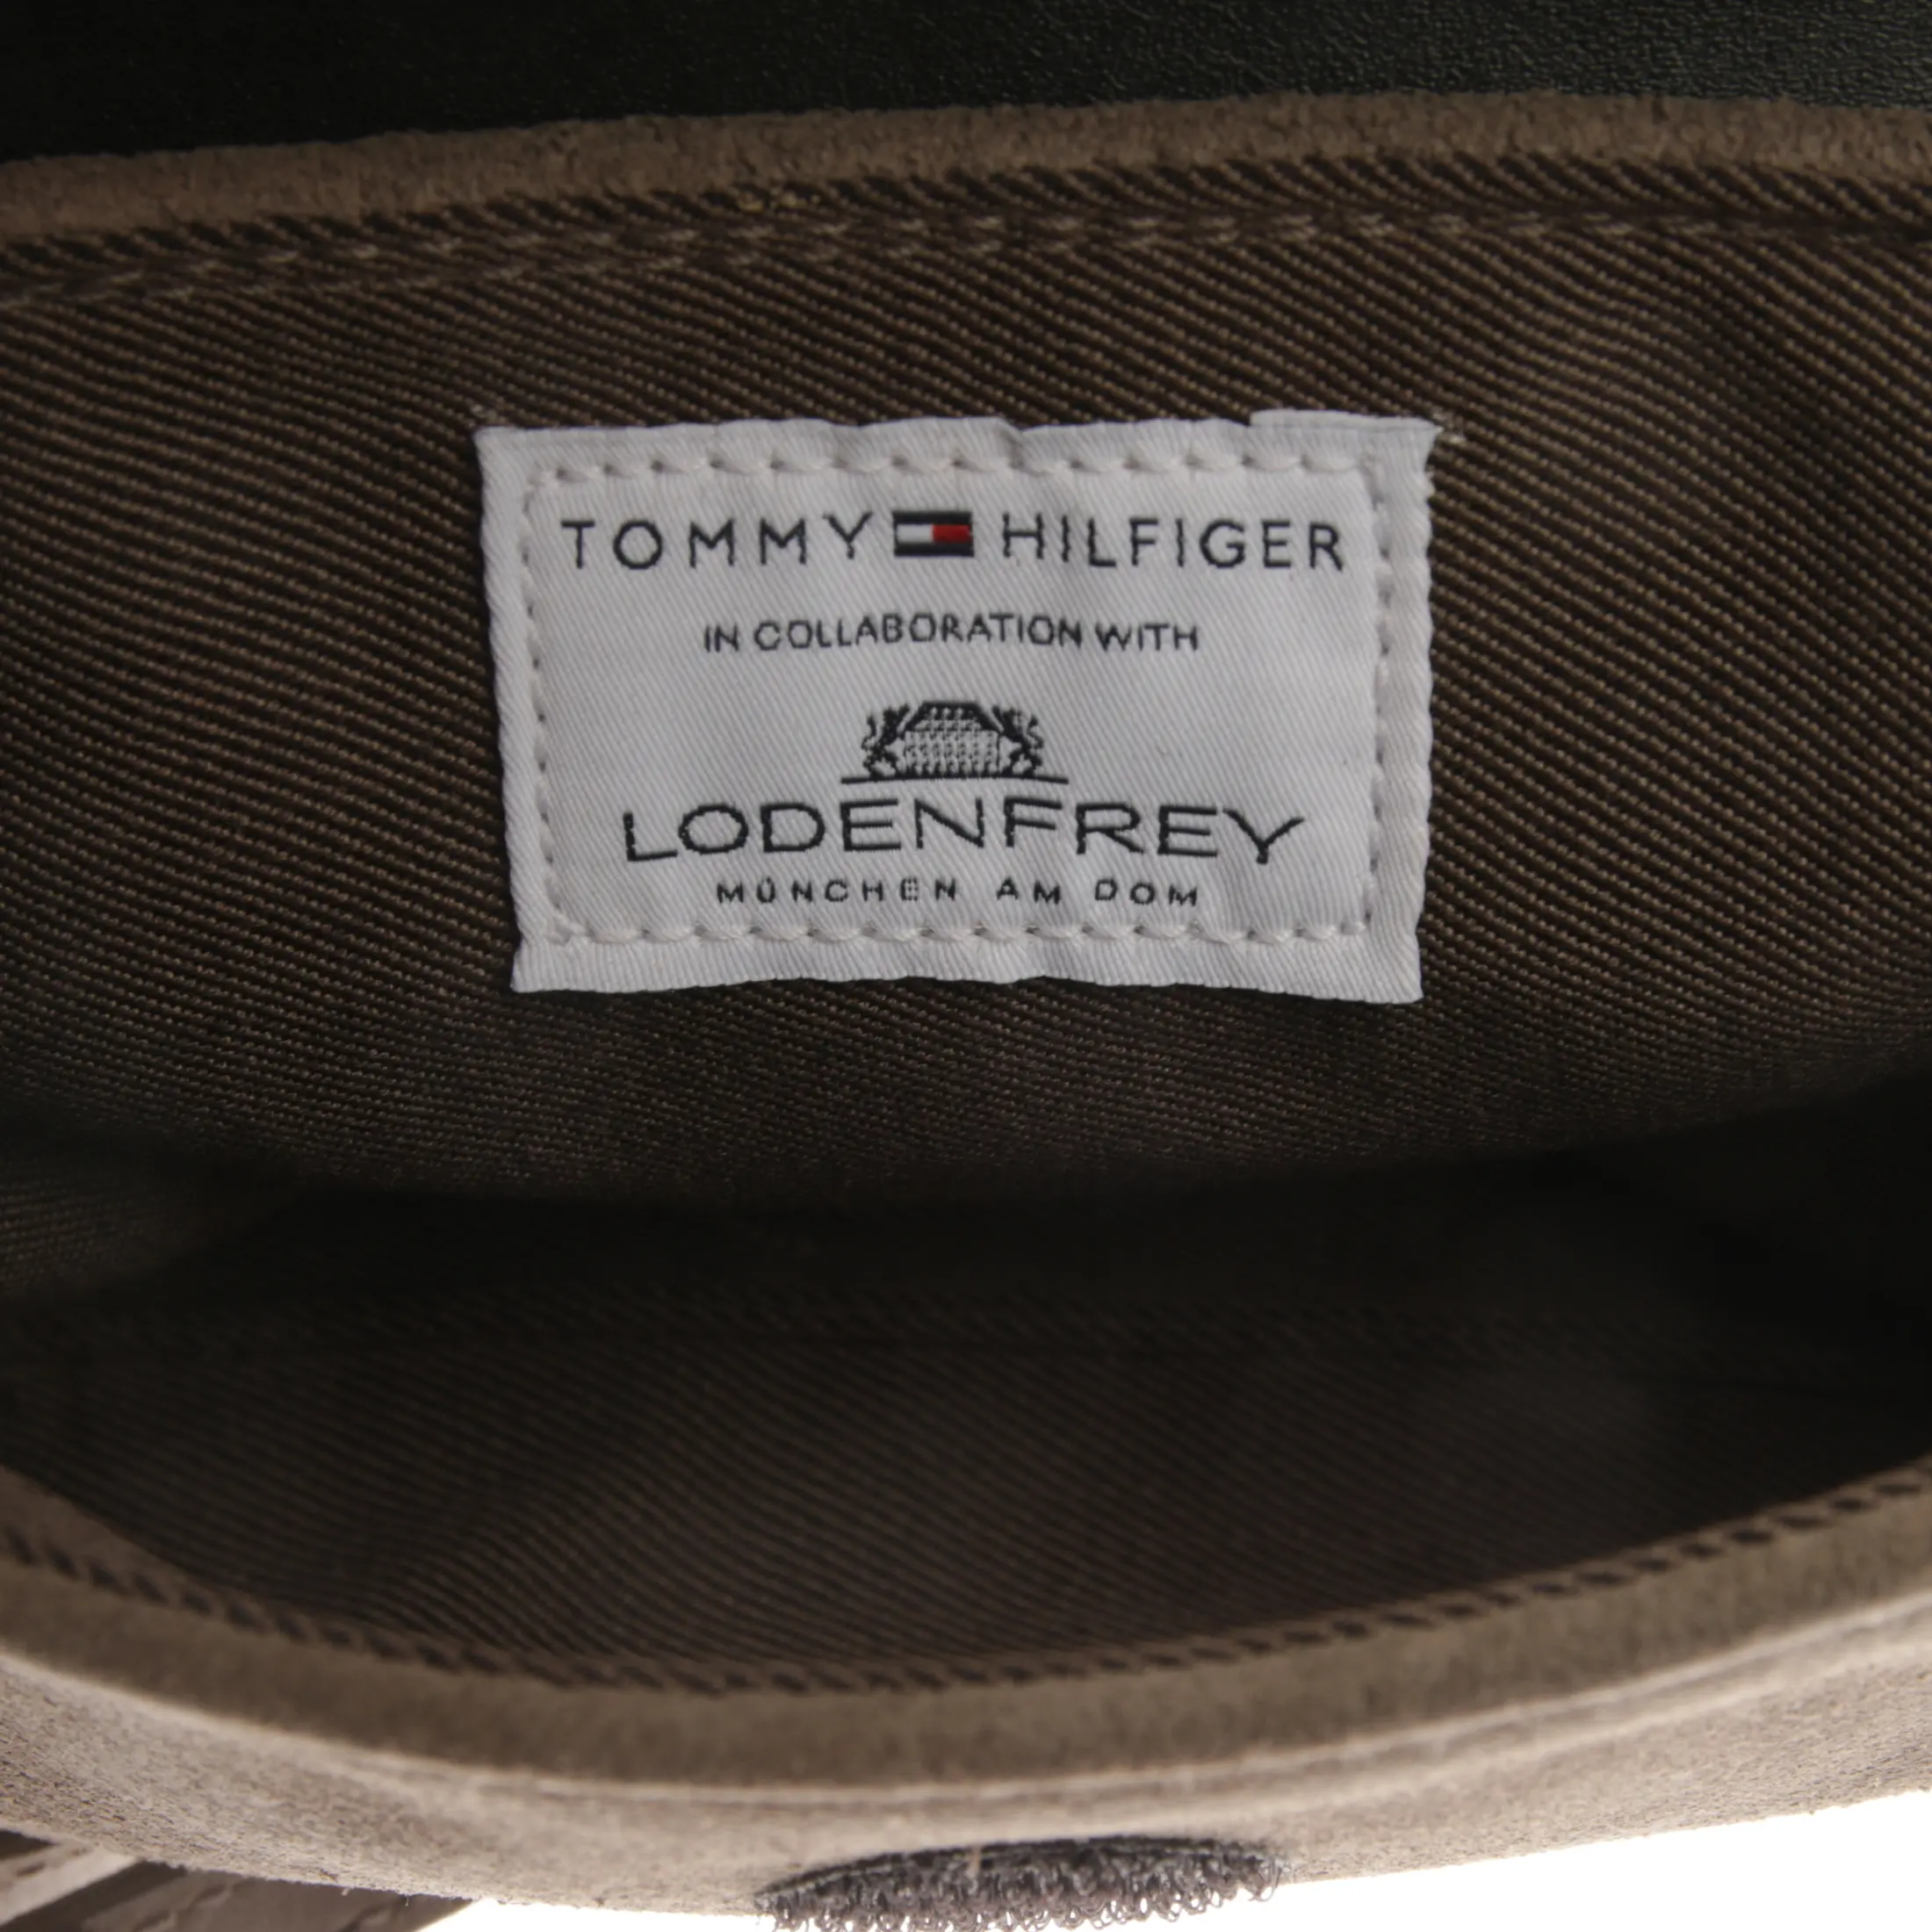 TOMMY HILFIGER
IN COLLABORATION WITH
LODENFREY
MÜNCHEN AM DOM